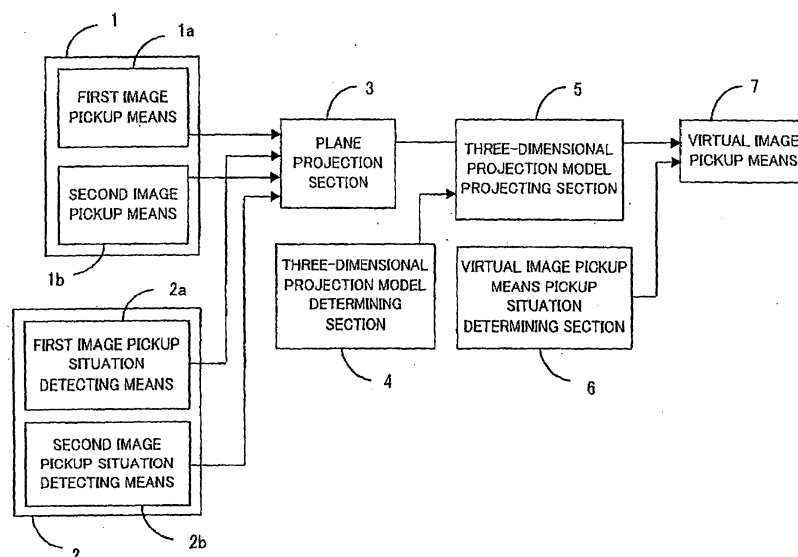 1
1a
FIRST IMAGE
PICKUP MEANS
SECOND IMAGE
PICKUP MEANS
1b
2a
FIRST IMAGE PICKUP
SITUATION
DETECTING MEANS
SECOND IMAGE
PICKUP SITUATION
DETECTING MEANS
2
2b
3
PLANE
PROJECTION
SECTION
THREE-DIMENSIONAL
PROJECTION MODEL
DETERMINING
SECTION
4
5
THREE-DIMENSIONAL
PROJECTION MODEL
PROJECTING SECTION
VIRTUAL IMAGE PICKUP
MEANS PICKUP
SITUATION
DETERMINING SECTION
6
7
VIRTUAL IMAGE
PICKUP MEANS